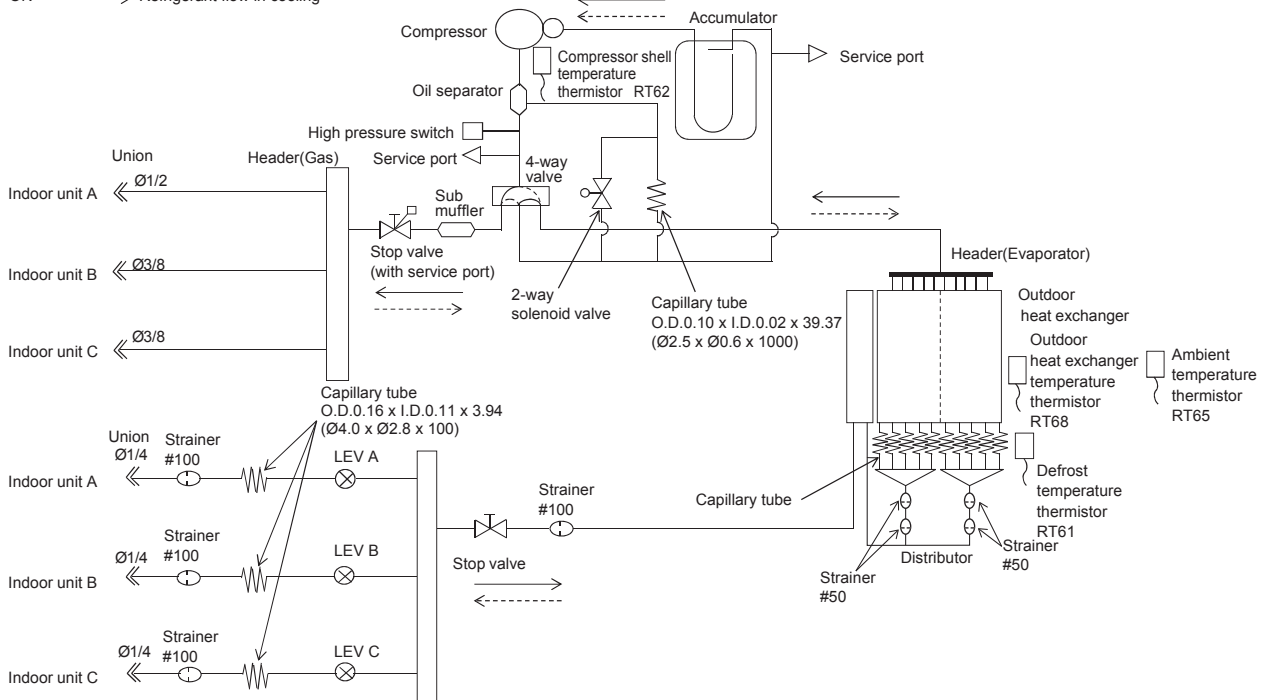 Refrigerant flow in cooling
Accumulator
Compressor
Service port
Compressor shell
temperature
thermistor RT62
Oil separator
High pressure switch
Service port
4-way
valve
Union
Header(Gas)
Indoor unit A
Ø1/2
Sub
muffler
Stop valve
(with service port)
Indoor unit B
Ø3/8
Header(Evaporator)
2-way
solenoid valve
Capillary tube
O.D.0.10 x I.D.0.02 x 39.37
(Ø2.5 x Ø0.6 x 1000)
Outdoor
heat exchanger
Indoor unit C
Ø3/8
Outdoor
heat exchanger
temperature
thermistor
RT68
Ambient
temperature
thermistor
RT65
Capillary tube
O.D.0.16 x I.D.0.11 x 3.94
(Ø4.0 x Ø2.8 x 100)
Union
Ø1/4
Strainer
#100
LEV A
Indoor unit A
Strainer
#100
Capillary tube
Defrost
temperature
thermistor
RT61
Strainer
#100
LEV B
Ø1/4
Indoor unit B
Stop valve
Distributor
Strainer
#50
Strainer
#50
Strainer
#100
LEV C
Ø1/4
Indoor unit C